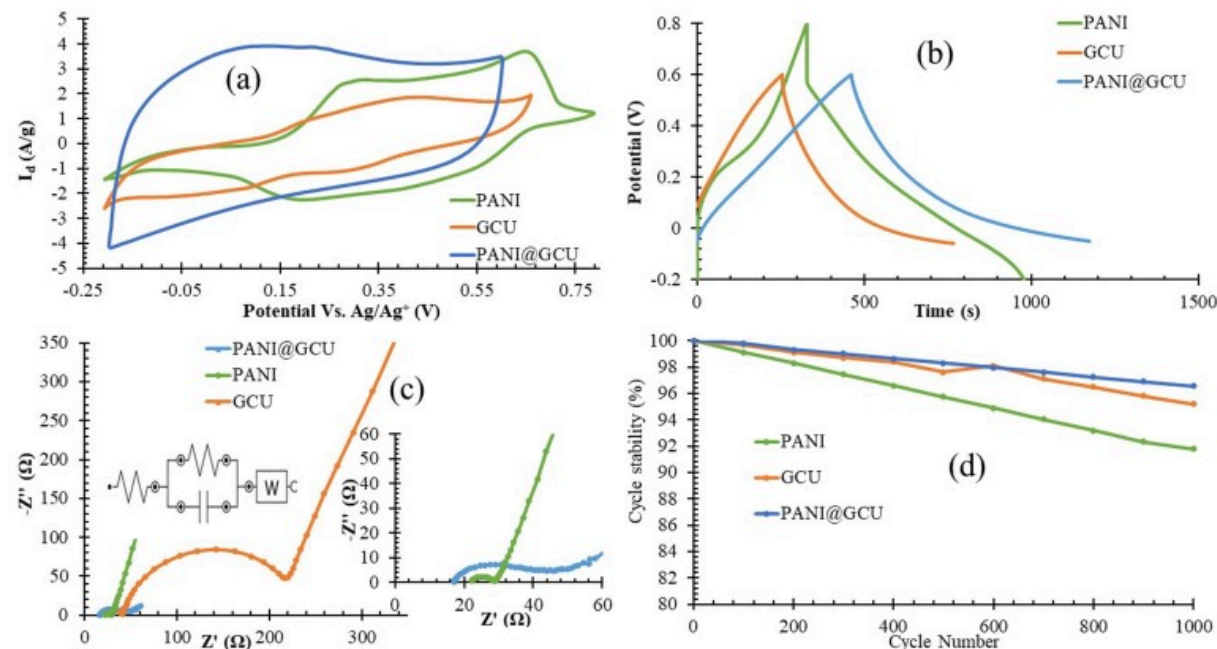 5
4
3
2
1
0
-1
-2
-3
-4
-5
I_d (A/g)
(a)
PANI
GCU
PANI@GCU
-0.25
-0.05
0.15
0.35
0.55
0.75
Potential Vs. Ag/Ag⁺ (V)
0.8
0.6
0.4
0.2
0
-0.2
Potential (V)
(b)
PANI
GCU
PANI@GCU
0
500
1000
1500
Time (s)
350
300
250
200
150
100
50
0
-Z'' (Ω)
PANI@GCU
PANI
GCU
(c)
W
0
100
200
300
Z' (Ω)
60
50
40
30
20
10
0
-Z'' (Ω)
20
40
60
Z' (Ω)
100
98
96
94
92
90
88
86
84
82
80
Cycle stability (%)
PANI
GCU
PANI@GCU
(d)
0
200
400
600
800
1000
Cycle Number